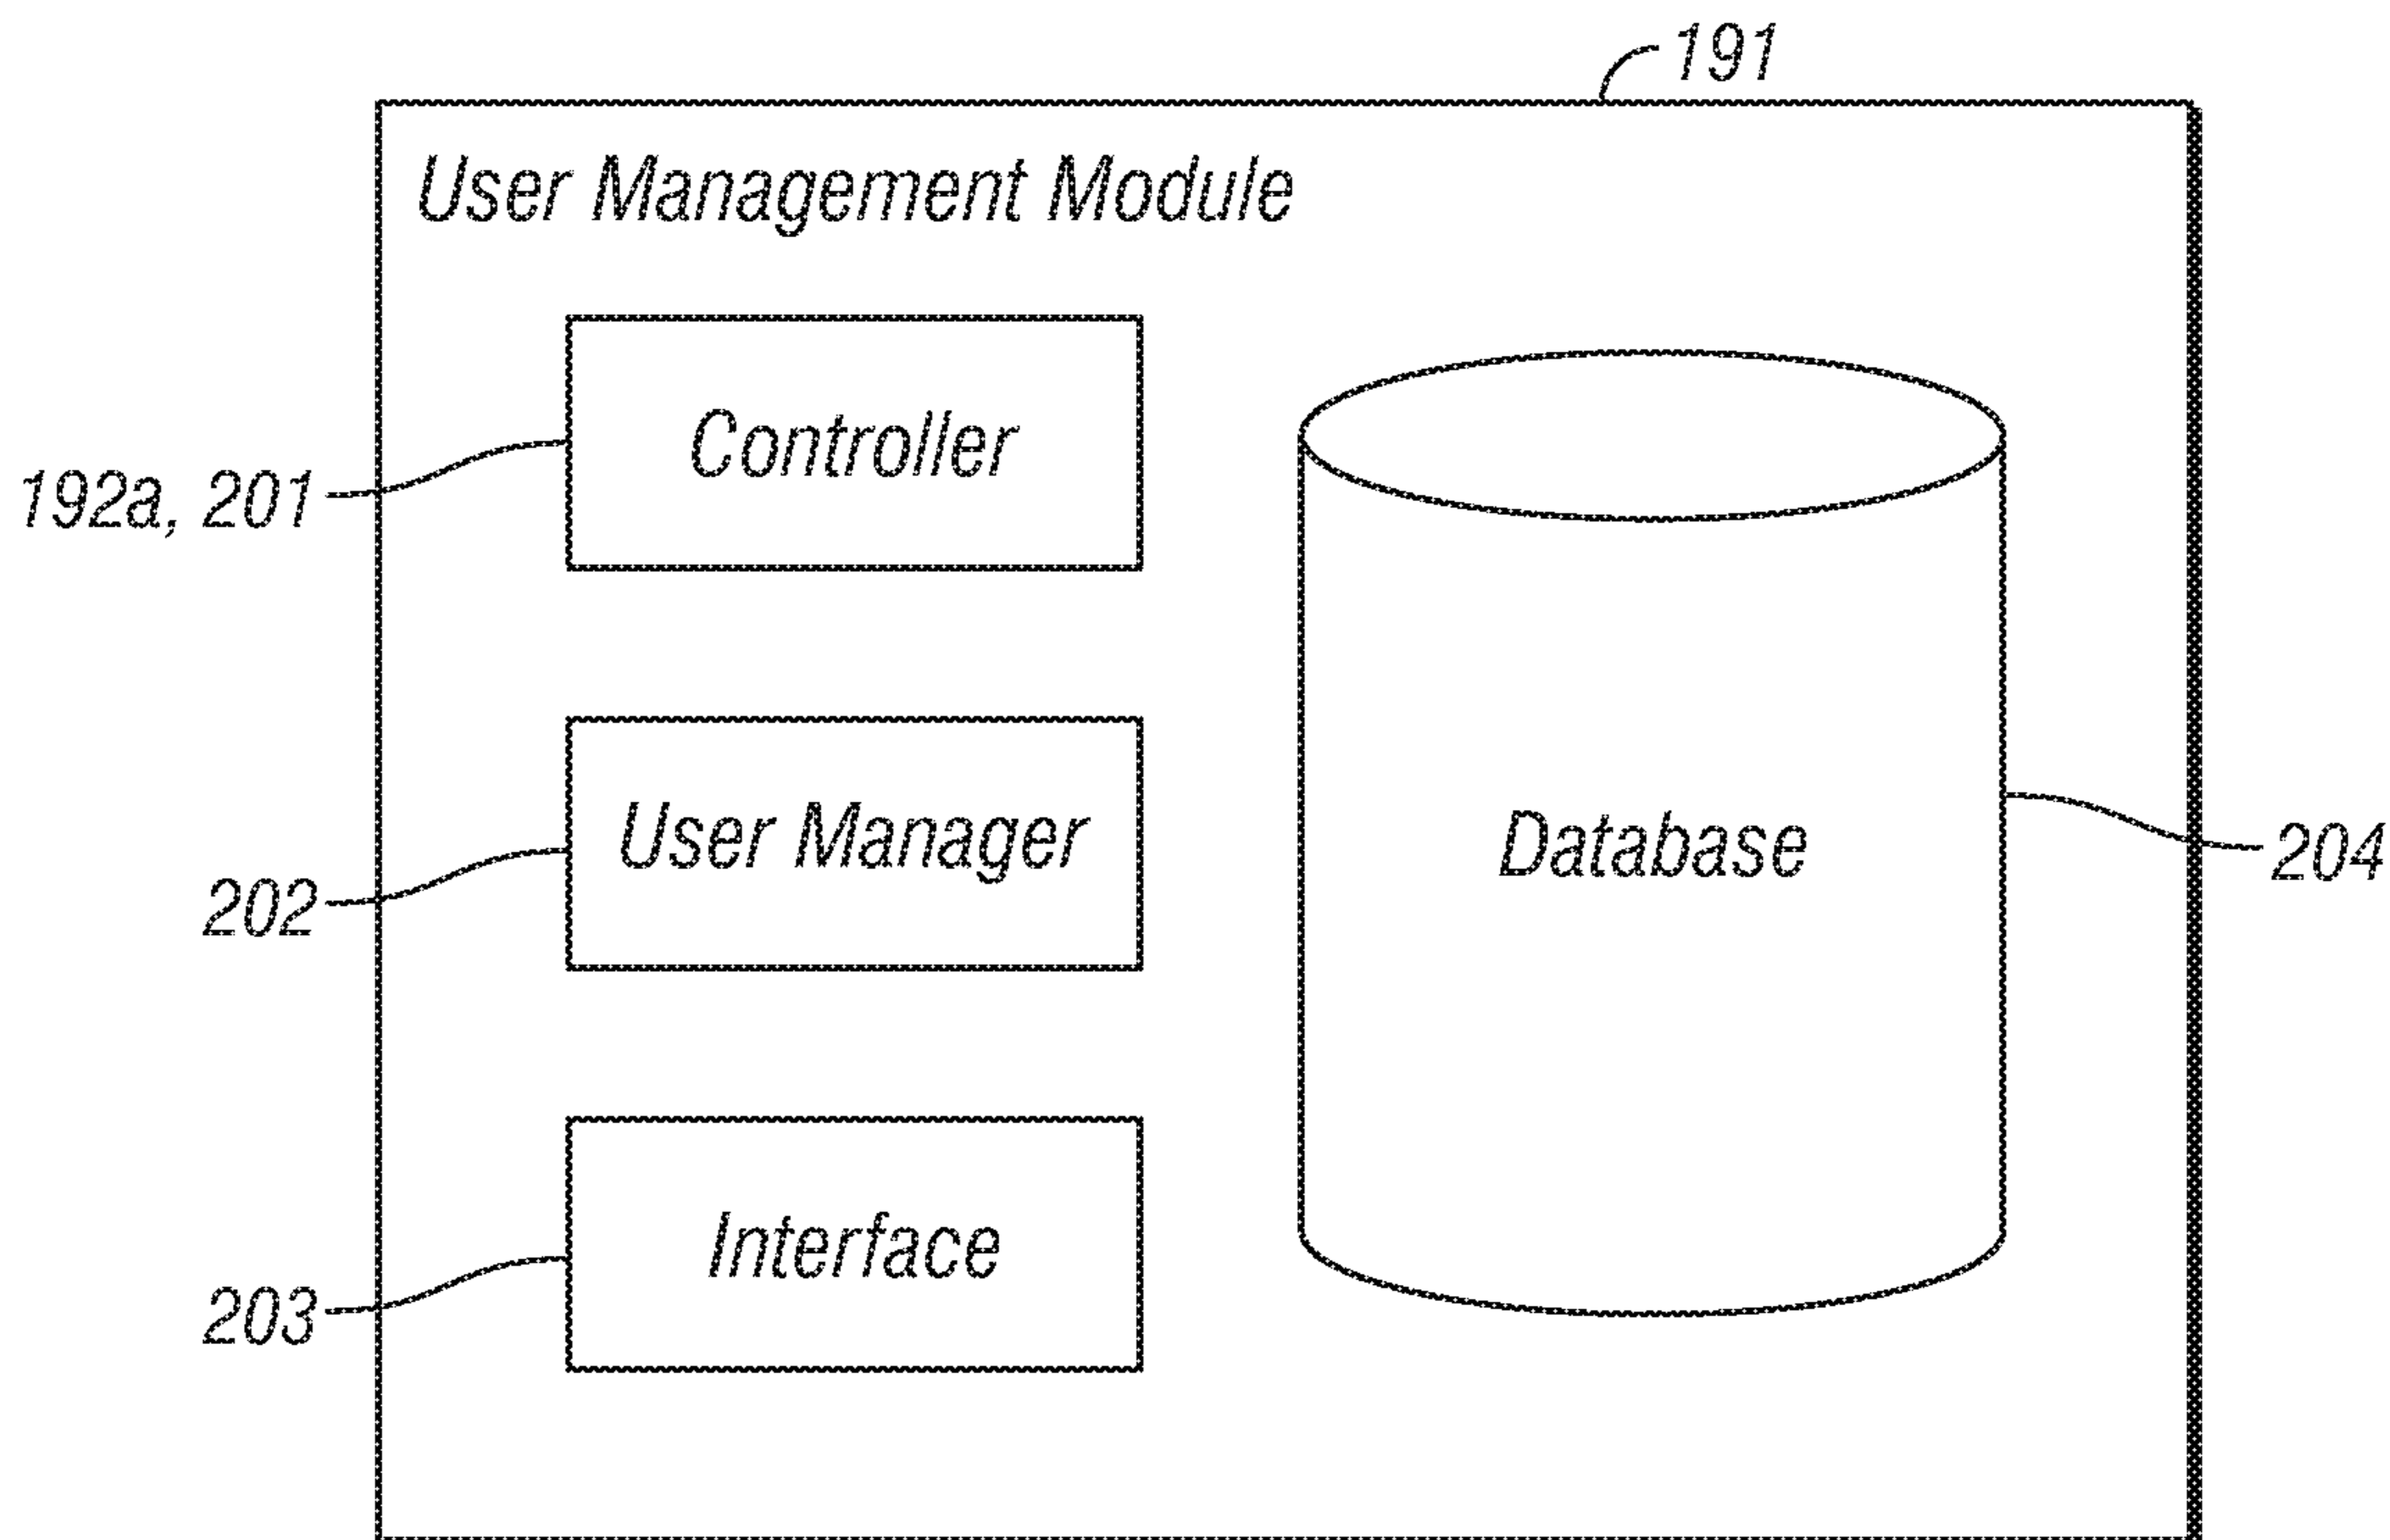 191
User Management Module
Controller
192a, 201
User Manager
Database
202
204
Interface
203